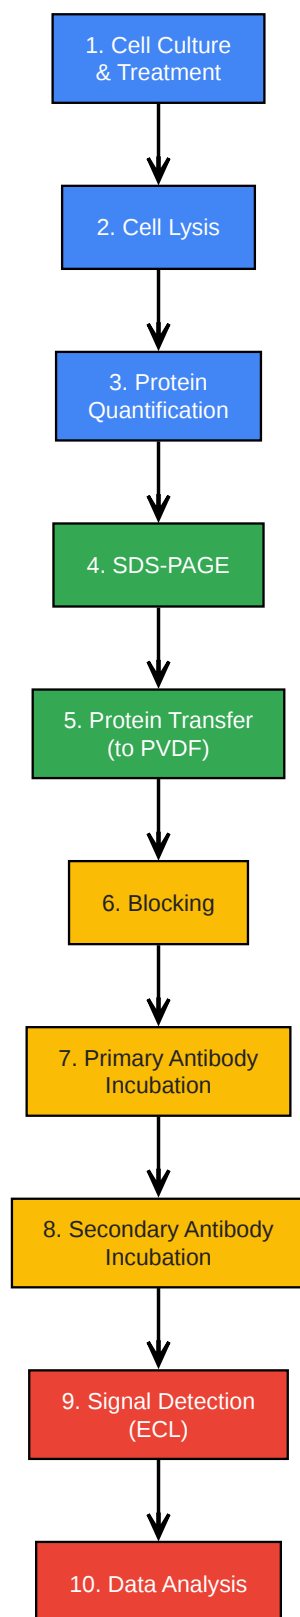 1. Cell Culture
& Treatment
2. Cell Lysis
3. Protein
Quantification
4. SDS-PAGE
5. Protein Transfer
(to PVDF)
6. Blocking
7. Primary Antibody
Incubation
8. Secondary Antibody
Incubation
9. Signal Detection
(ECL)
10. Data Analysis